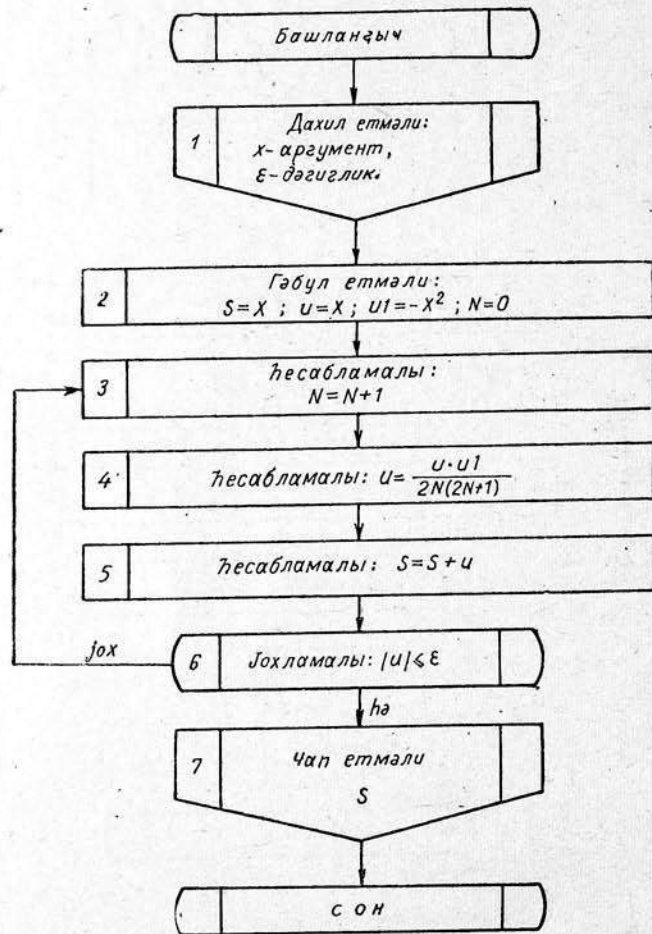 Башланғыч
1
Дахил етмәли:
x- аргумент,
ε- дәгиглик.
2
Гәбул етмәли:
S=X ; u=X ; U1=-X² ; N=0
3
Һесабламалы:
N=N+1
4
Һесабламалы: u= u·u1 / 2N(2N+1)
5
Һесабламалы: S=S+u
јох
6
Јохламалы: |u|⩽ε
һә
7
Чап етмәли
S
СОН